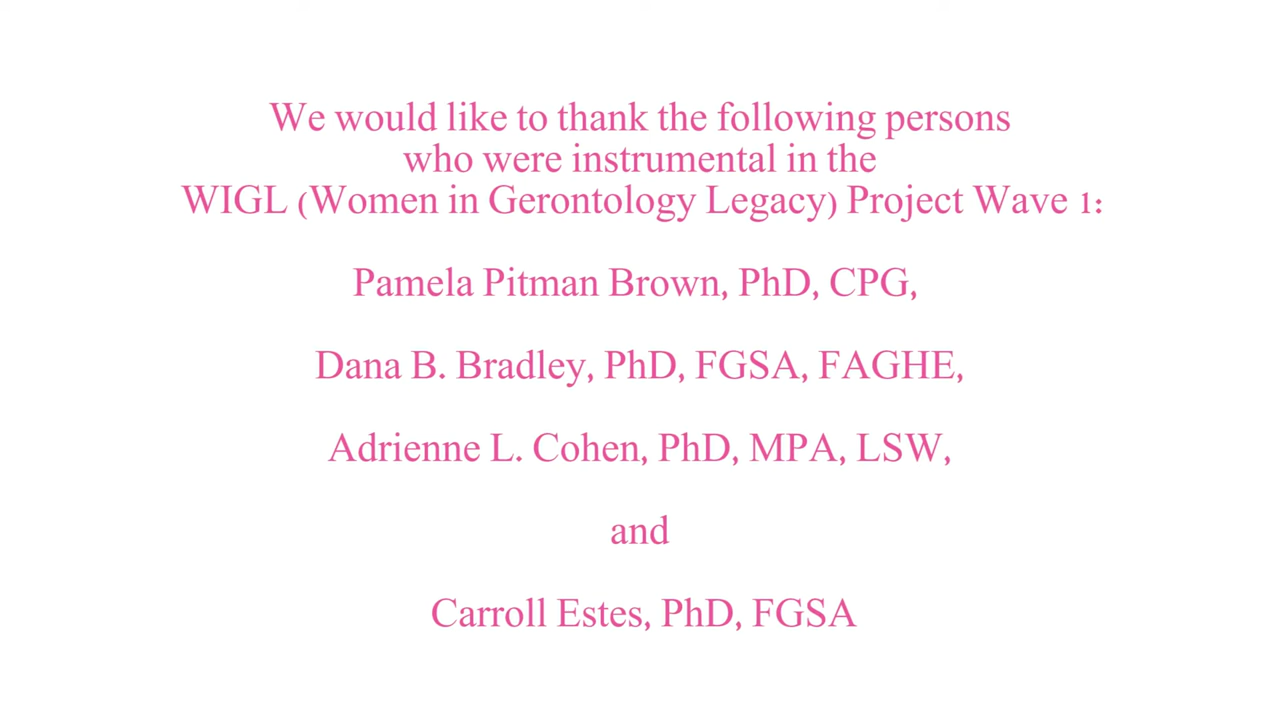 We would like to thank the following persons
who were instrumental in the
WIGL (Women in Gerontology Legacy) Project Wave 1:
Pamela Pitman Brown, PhD, CPG,
Dana B. Bradley, PhD, FGSA, FAGHE,
Adrienne L. Cohen, PhD, MPA, LSW,
and
Carroll Estes, PhD, FGSA